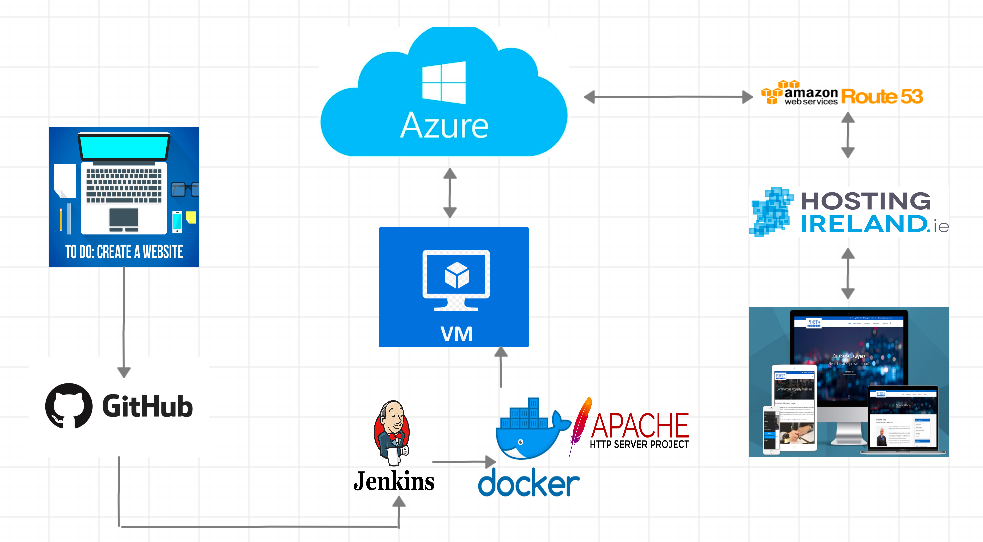 Azure
amazon
web services
Route 53
TO DO: CREATE A WEBSITE
HOSTING
IRELAND.ie
VM
GitHub
Jenkins
docker
APACHE
HTTP SERVER PROJECT